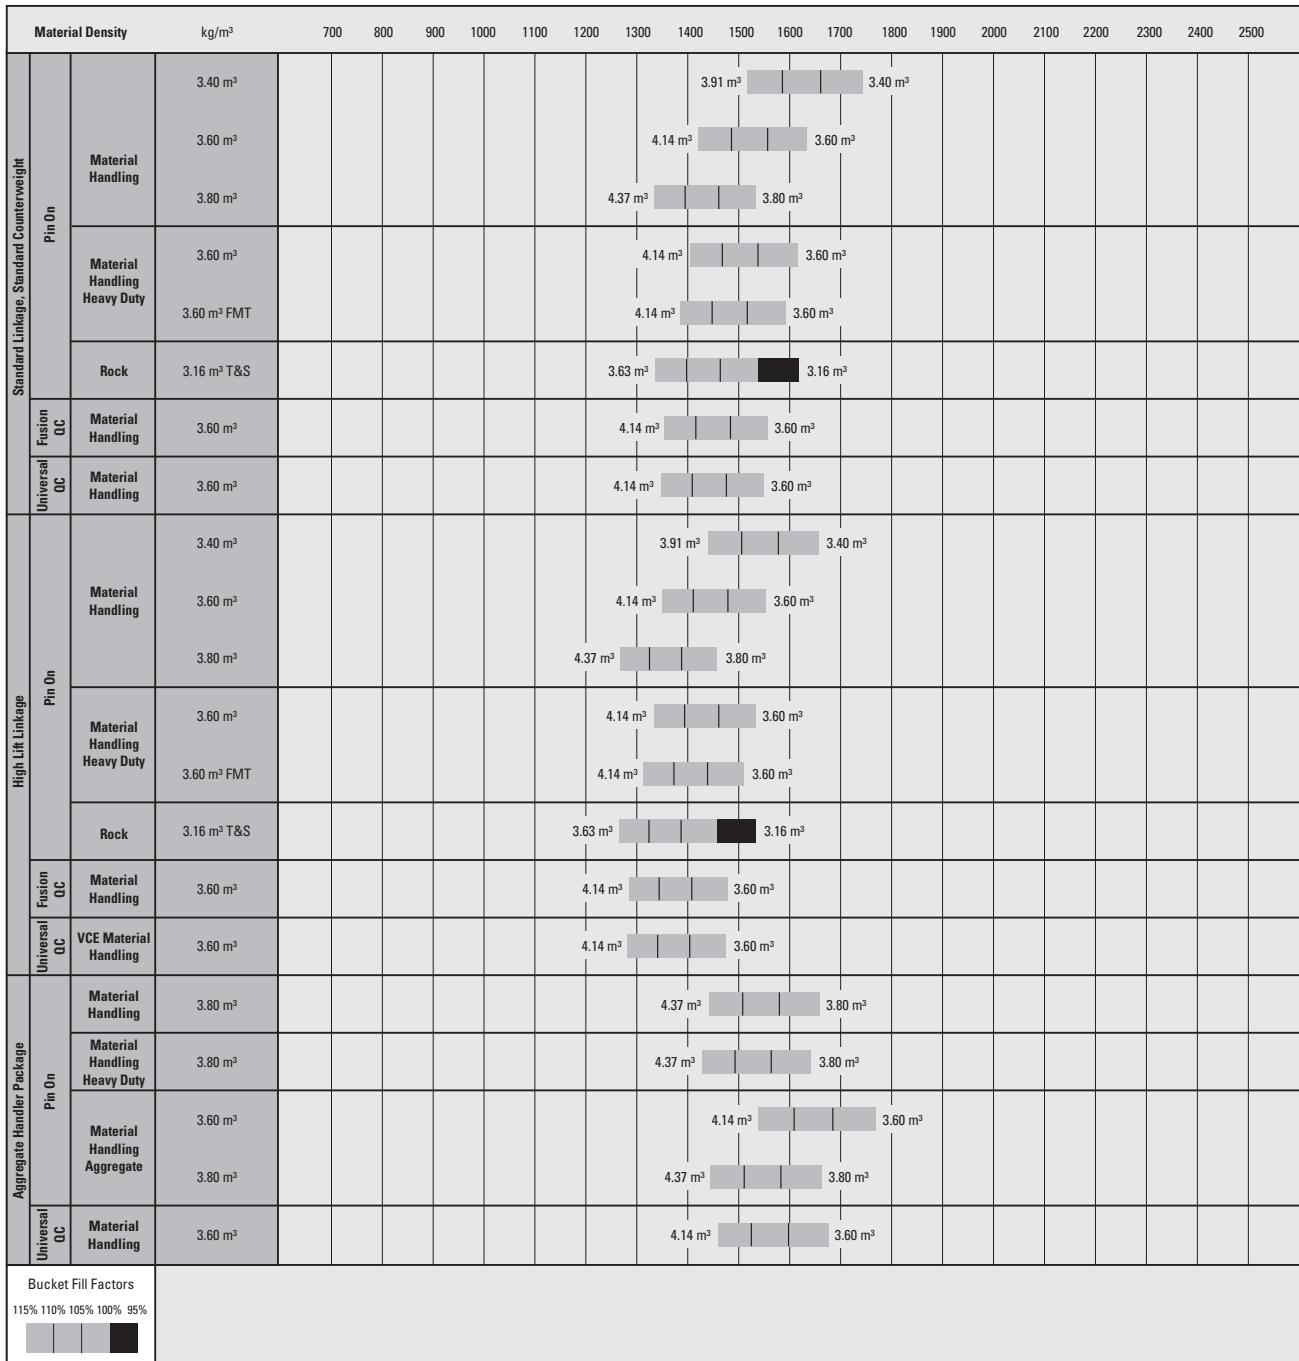 Material Density kg/m³ 700 800 900 1000 1100 1200 1300 1400 1500 1600 1700 1800 1900 2000 2100 2200 2300 2400 2500
Standard Linkage, Standard Counterweight
Pin On
Material
Handling
3.40 m³ 3.91 m³ 3.40 m³
3.60 m³ 4.14 m³ 3.60 m³
3.80 m³ 4.37 m³ 3.80 m³
Material
Handling
Heavy Duty
3.60 m³ 4.14 m³ 3.60 m³
3.60 m³ FMT 4.14 m³ 3.60 m³
Rock 3.16 m³ T&S 3.63 m³ 3.16 m³
Fusion
QC
Material
Handling
3.60 m³ 4.14 m³ 3.60 m³
Universal
QC
Material
Handling
3.60 m³ 4.14 m³ 3.60 m³
High Lift Linkage
Pin On
Material
Handling
3.40 m³ 3.91 m³ 3.40 m³
3.60 m³ 4.14 m³ 3.60 m³
3.80 m³ 4.37 m³ 3.80 m³
Material
Handling
Heavy Duty
3.60 m³ 4.14 m³ 3.60 m³
3.60 m³ FMT 4.14 m³ 3.60 m³
Rock 3.16 m³ T&S 3.63 m³ 3.16 m³
Fusion
QC
Material
Handling
3.60 m³ 4.14 m³ 3.60 m³
Universal
QC
VCE Material
Handling
3.60 m³ 4.14 m³ 3.60 m³
Aggregate Handler Package
Pin On
Material
Handling
3.80 m³ 4.37 m³ 3.80 m³
Material
Handling
Heavy Duty
3.80 m³ 4.37 m³ 3.80 m³
Material
Handling
Aggregate
3.60 m³ 4.14 m³ 3.60 m³
3.80 m³ 4.37 m³ 3.80 m³
Universal
QC
Material
Handling
3.60 m³ 4.14 m³ 3.60 m³
Bucket Fill Factors
115% 110% 105% 100% 95%